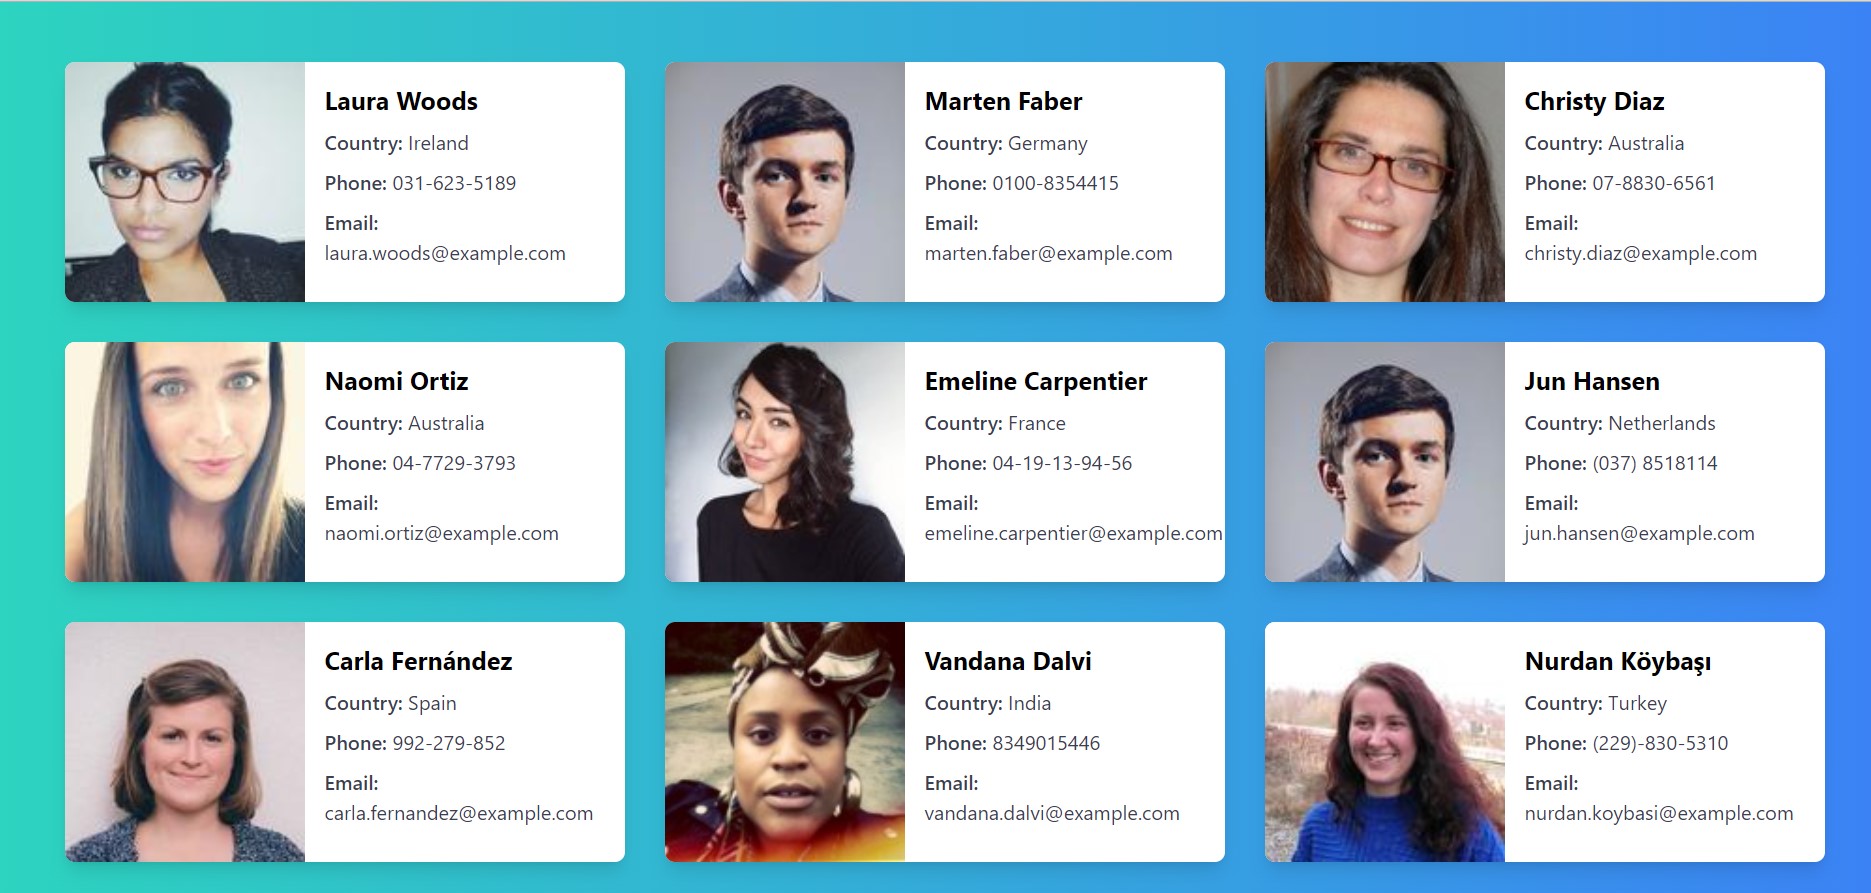 Laura Woods
Country: Ireland
Phone: 031-623-5189
Email:
laura.woods@example.com
Marten Faber
Country: Germany
Phone: 0100-8354415
Email:
marten.faber@example.com
Christy Diaz
Country: Australia
Phone: 07-8830-6561
Email:
christy.diaz@example.com
Naomi Ortiz
Country: Australia
Phone: 04-7729-3793
Email:
naomi.ortiz@example.com
Emeline Carpentier
Country: France
Phone: 04-19-13-94-56
Email:
emeline.carpentier@example.com
Jun Hansen
Country: Netherlands
Phone: (037) 8518114
Email:
jun.hansen@example.com
Carla Fernández
Country: Spain
Phone: 992-279-852
Email:
carla.fernandez@example.com
Vandana Dalvi
Country: India
Phone: 8349015446
Email:
vandana.dalvi@example.com
Nurdan Köybaşı
Country: Turkey
Phone: (229)-830-5310
Email:
nurdan.koybasi@example.com